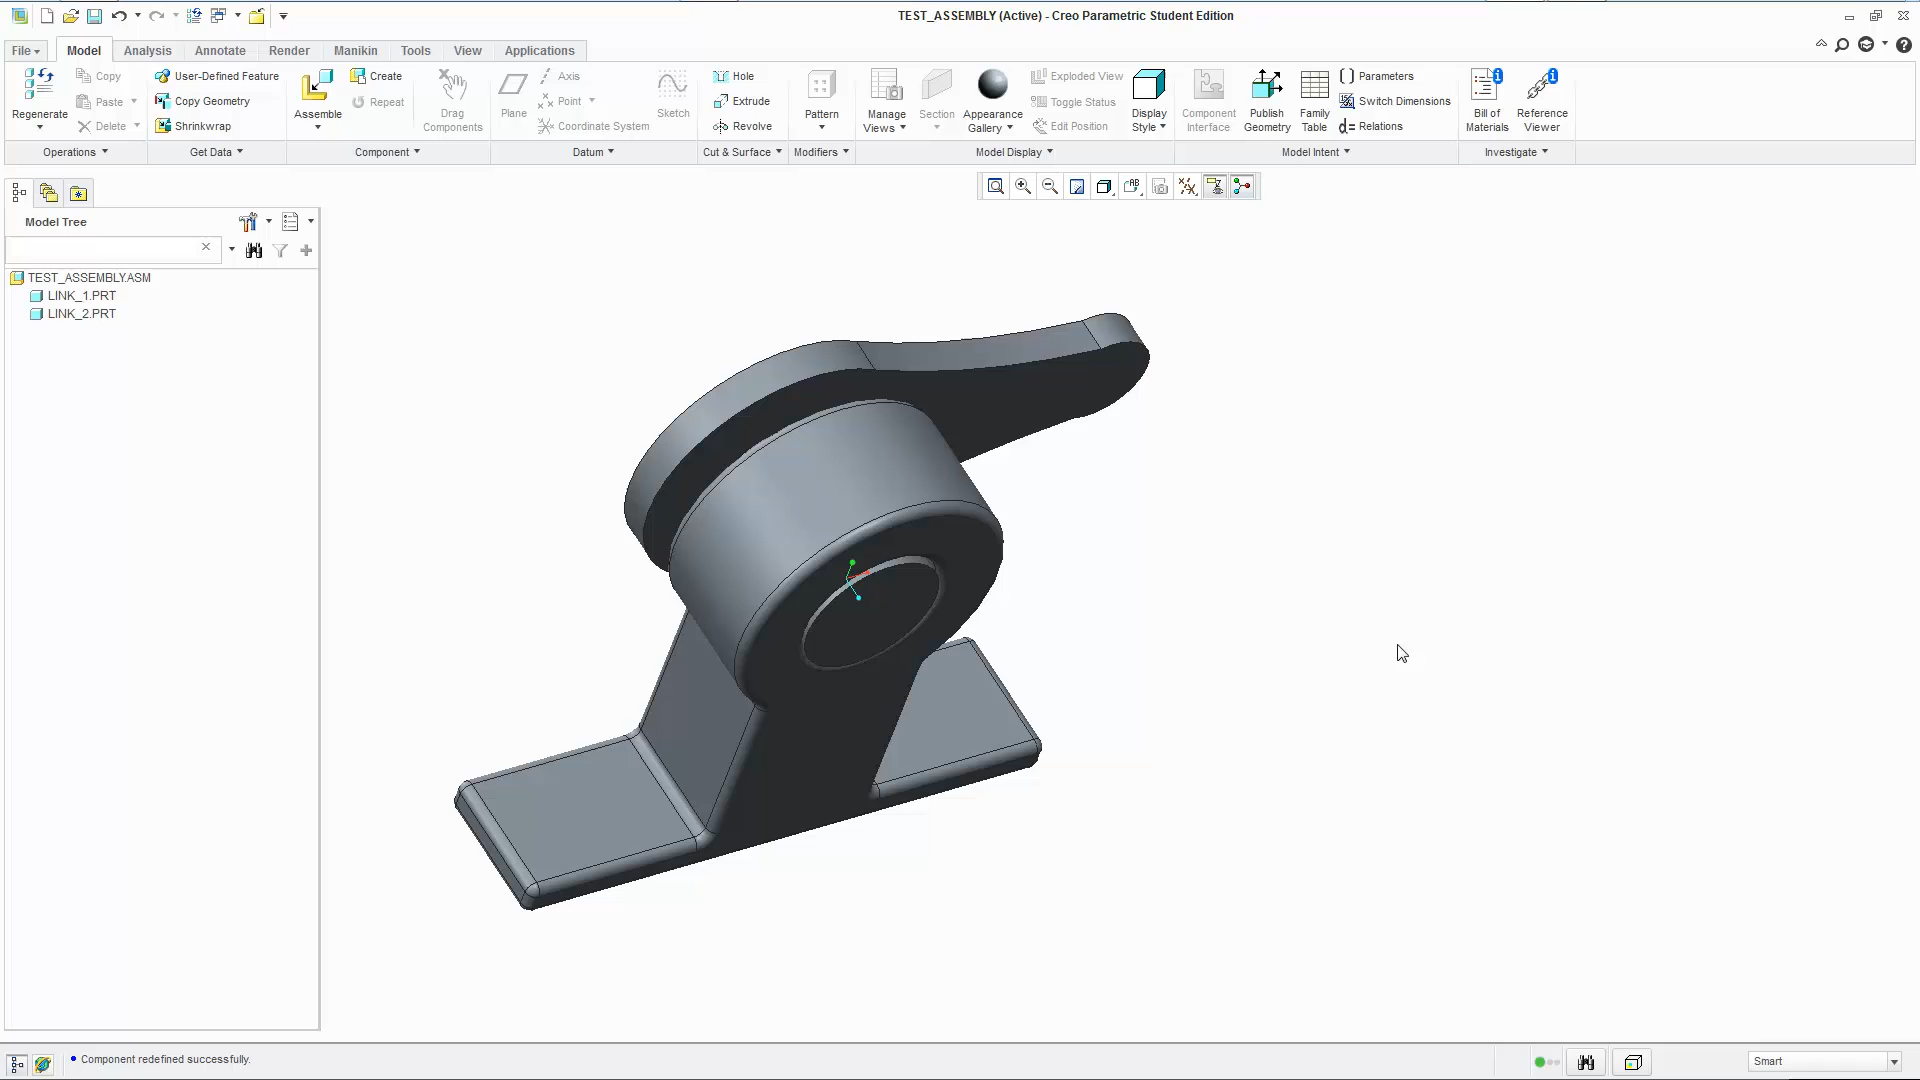 TEST_ASSEMBLY (Active) - Creo Parametric Student Edition
File Model Analysis Annotate Render Manikin Tools View Applications
Regenerate
Copy
Paste
Delete
Operations
User-Defined Feature
Copy Geometry
Shrinkwrap
Get Data
Assemble
Create
Repeat
Drag
Components
Component
Plane
Axis
Point
Coordinate System
Sketch
Datum
Hole
Extrude
Revolve
Cut & Surface
Pattern
Modifiers
Manage
Views
Section
Appearance
Gallery
Exploded View
Toggle Status
Edit Position
Display
Style
Model Display
Component
Interface
Publish
Geometry
Family
Table
Parameters
Switch Dimensions
Relations
Model Intent
Bill of
Materials
Reference
Viewer
Investigate
Model Tree
TEST_ASSEMBLY.ASM
LINK_1.PRT
LINK_2.PRT
Component redefined successfully.
Smart